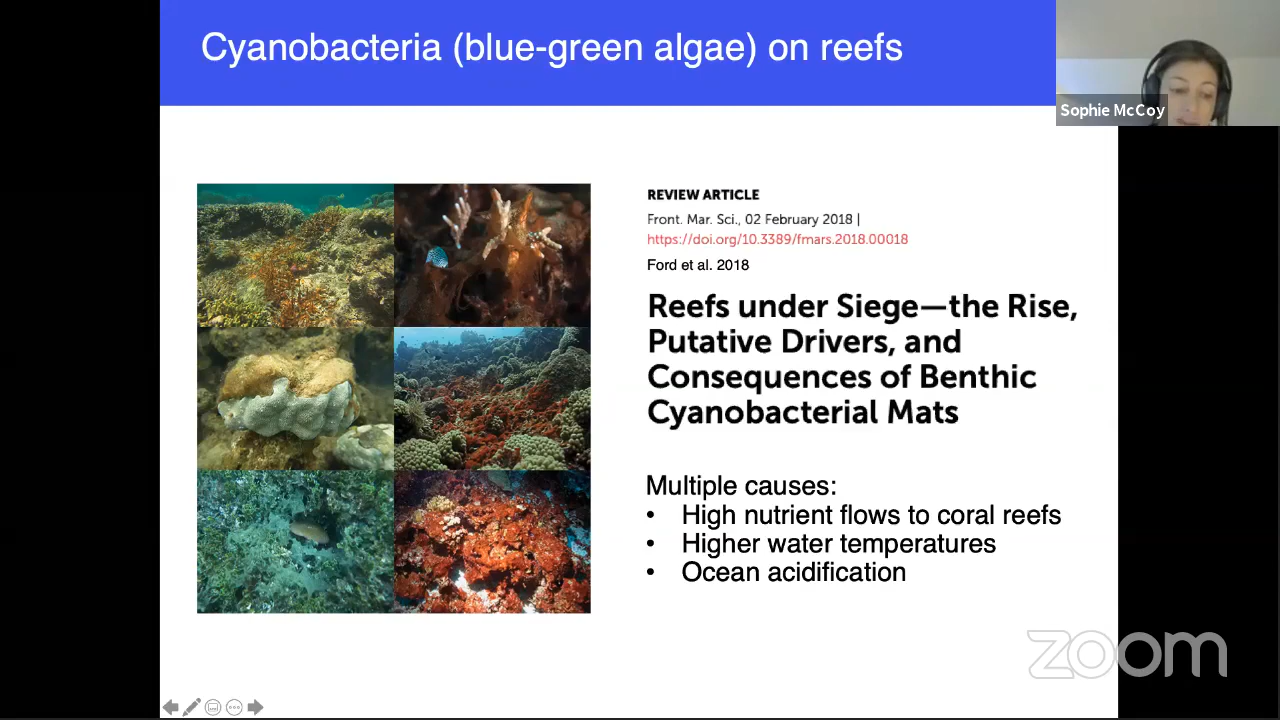 Cyanobacteria (blue-green algae) on reefs
Sophie McCoy
REVIEW ARTICLE
Front. Mar. Sci., 02 February 2018 |
https://doi.org/10.3389/fmars.2018.00018
Ford et al. 2018
Reefs under Siege—the Rise,
Putative Drivers, and
Consequences of Benthic
Cyanobacterial Mats
Multiple causes:
• High nutrient flows to coral reefs
• Higher water temperatures
• Ocean acidification
zoom